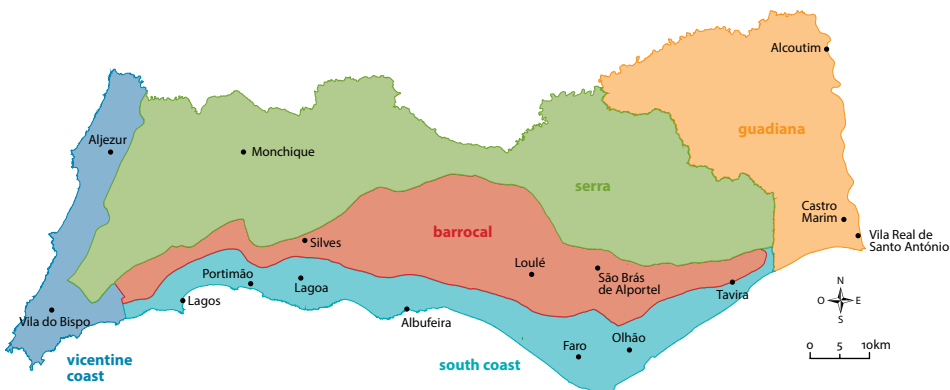 Alcoutim
guadiana
Aljezur
Monchique
serra
Castro
Marim
Vila Real de
Santo António
barrocal
Silves
Loulé
São Brás
de Alportel
Portimão
Lagoa
Tavira
Lagos
Vila do Bispo
Albufeira
Olhão
Faro
vicentine
coast
south coast
N
O
E
S
0 5 10km